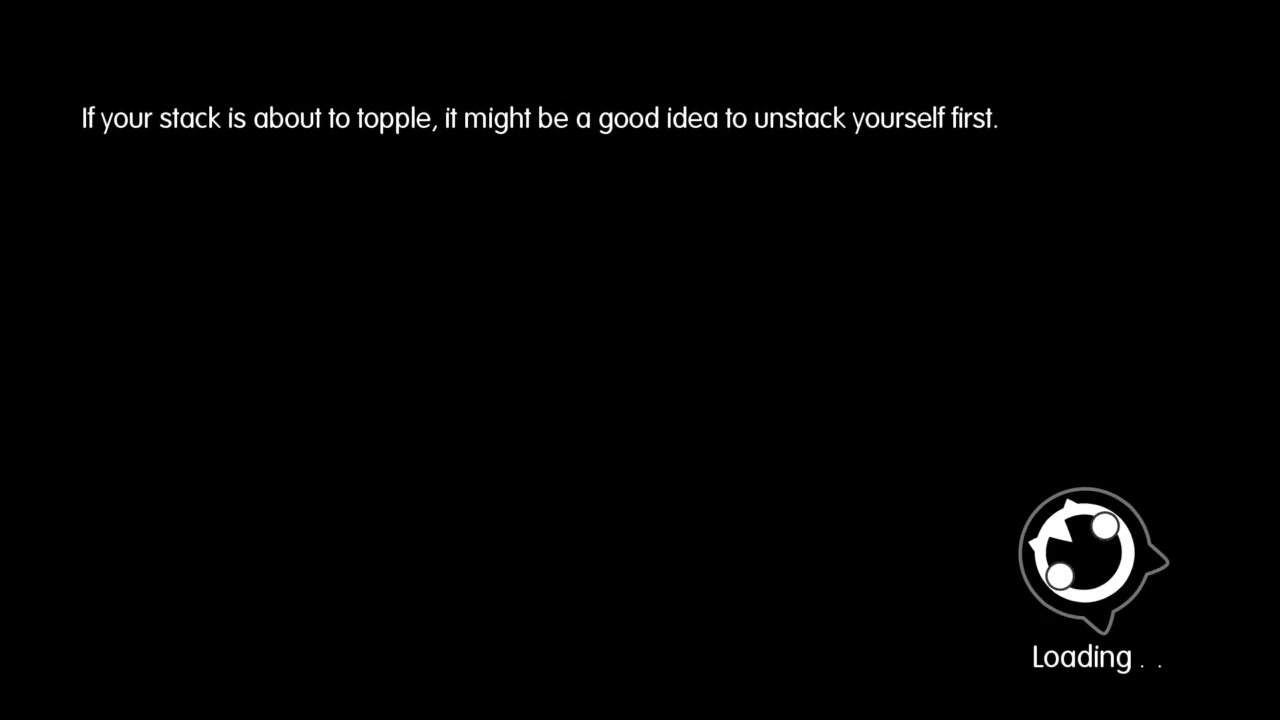 If your stack is about to topple, it might be a good idea to unstack yourself first.
Loading . .